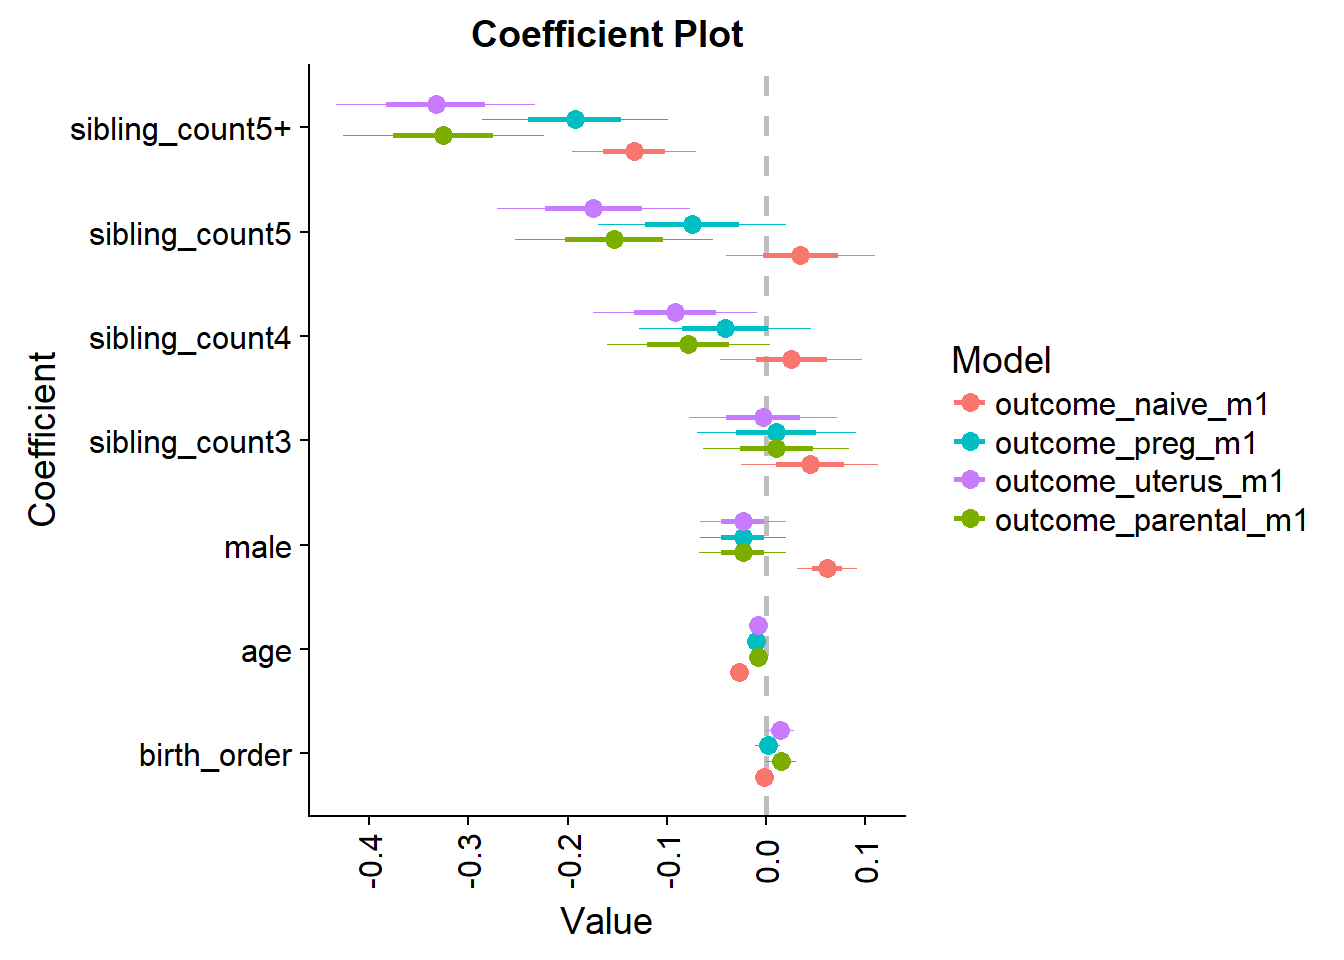 Coefficient Plot
Coefficient
sibling_count5+
sibling_count5
sibling_count4
sibling_count3
male
age
birth_order
-0.4
-0.3
-0.2
-0.1
0.0
0.1
Value
Model
outcome_naive_m1
outcome_preg_m1
outcome_uterus_m1
outcome_parental_m1